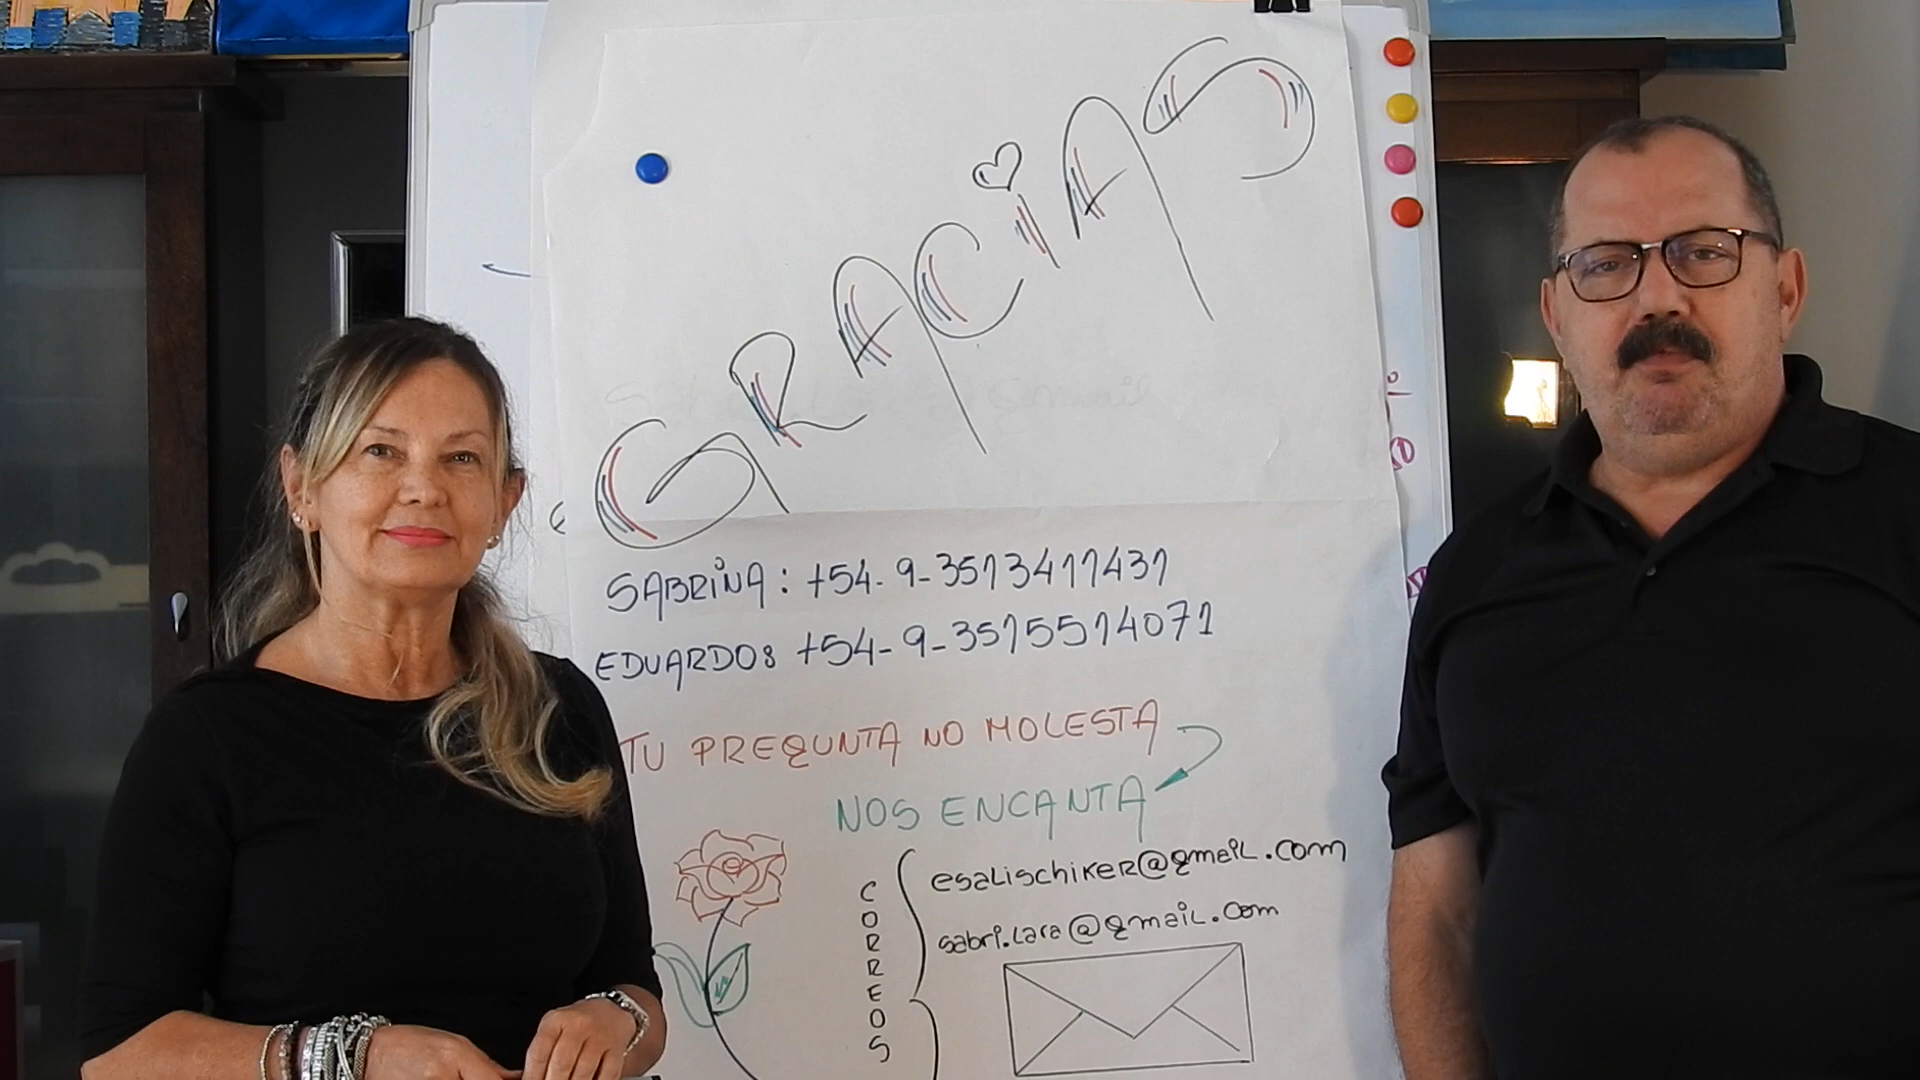 GRACiAS
SABRiNA: +54-9-3513411431
EDUARDO: +54-9-3515514071
TU PREGUNTA NO MOLESTA
NOS ENCANTA
CORREOS
esalischiker@gmail.com
sabri.lara@gmail.com